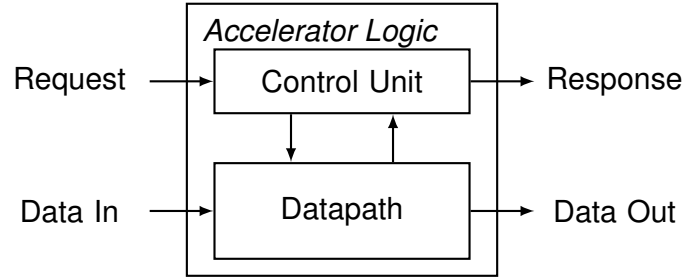 Accelerator Logic
Request
Control Unit
Response
Data In
Datapath
Data Out